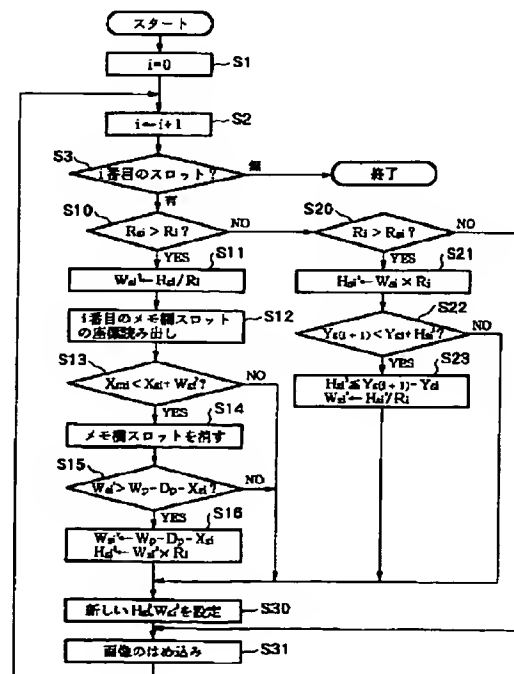 スタート
i=0
S1
i←i+1
S2
S3
i番目のスロット?
無
終了
有
S10
Rsi>Ri?
NO
S20
Ri>Rsi?
NO
YES
S11
Wsi'←Hsi/Ri
YES
S21
Hsi'←Wsi×Ri
i番目のメモ欄スロット
の座標読み出し
S12
S22
Ys(i+1)<Ysi+Hsi'?
NO
S13
Xmi<Xsi+Wsi'?
NO
YES
S23
Hsi'≦Ys(i+1)-Ysi
Wsi'←Hsi'/Ri
YES
S14
メモ欄スロットを消す
S15
Wsi'>Wp-Dp-Xsi?
NO
YES
S16
Wsi'←Wp-Dp-Xsi
Hsi'←Wsi'×Ri
新しいHsi',Wsi'を設定
S30
画像のはめ込み
S31